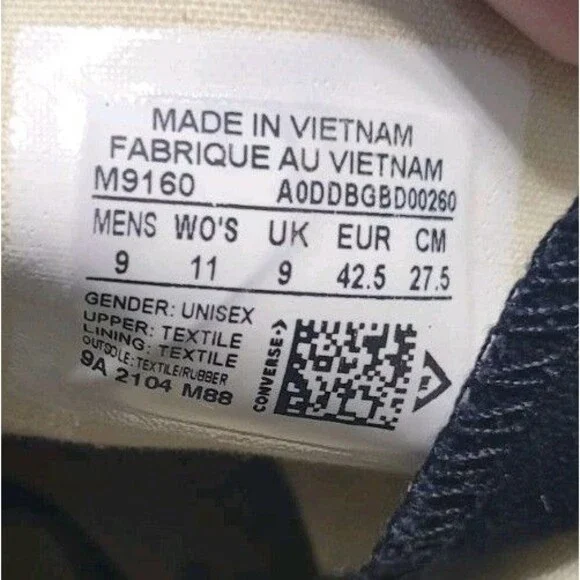 MADE IN VIETNAM
FABRIQUE AU VIETNAM
M9160 A0DDBGBD00260
MENS WO'S UK EUR CM
9 11 9 42.5 27.5
GENDER: UNISEX
UPPER: TEXTILE
LINING: TEXTILE
OUTSOLE: TEXTILE/RUBBER
9A 2104 M88
CONVERSE>